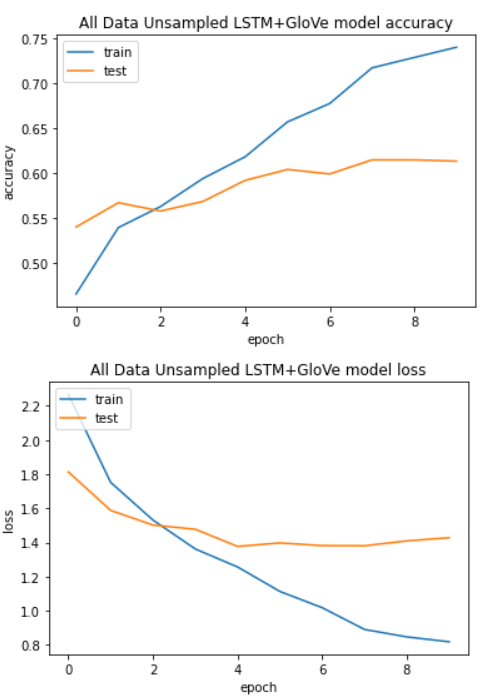 All Data Unsampled LSTM+GloVe model accuracy
0.75
0.70
0.65
0.60
0.55
0.50
accuracy
train
test
0 2 4 6 8
epoch
All Data Unsampled LSTM+GloVe model loss
2.2
2.0
1.8
1.6
1.4
1.2
1.0
0.8
loss
train
test
0 2 4 6 8
epoch